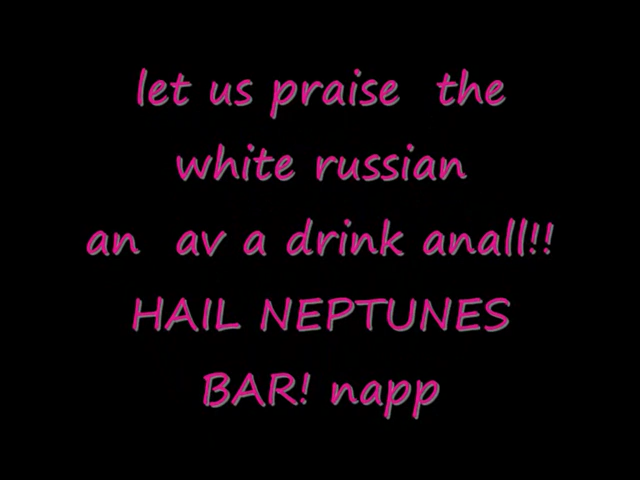 let us praise the
white russian
an av a drink anall!!
HAIL NEPTUNES
BAR! napp